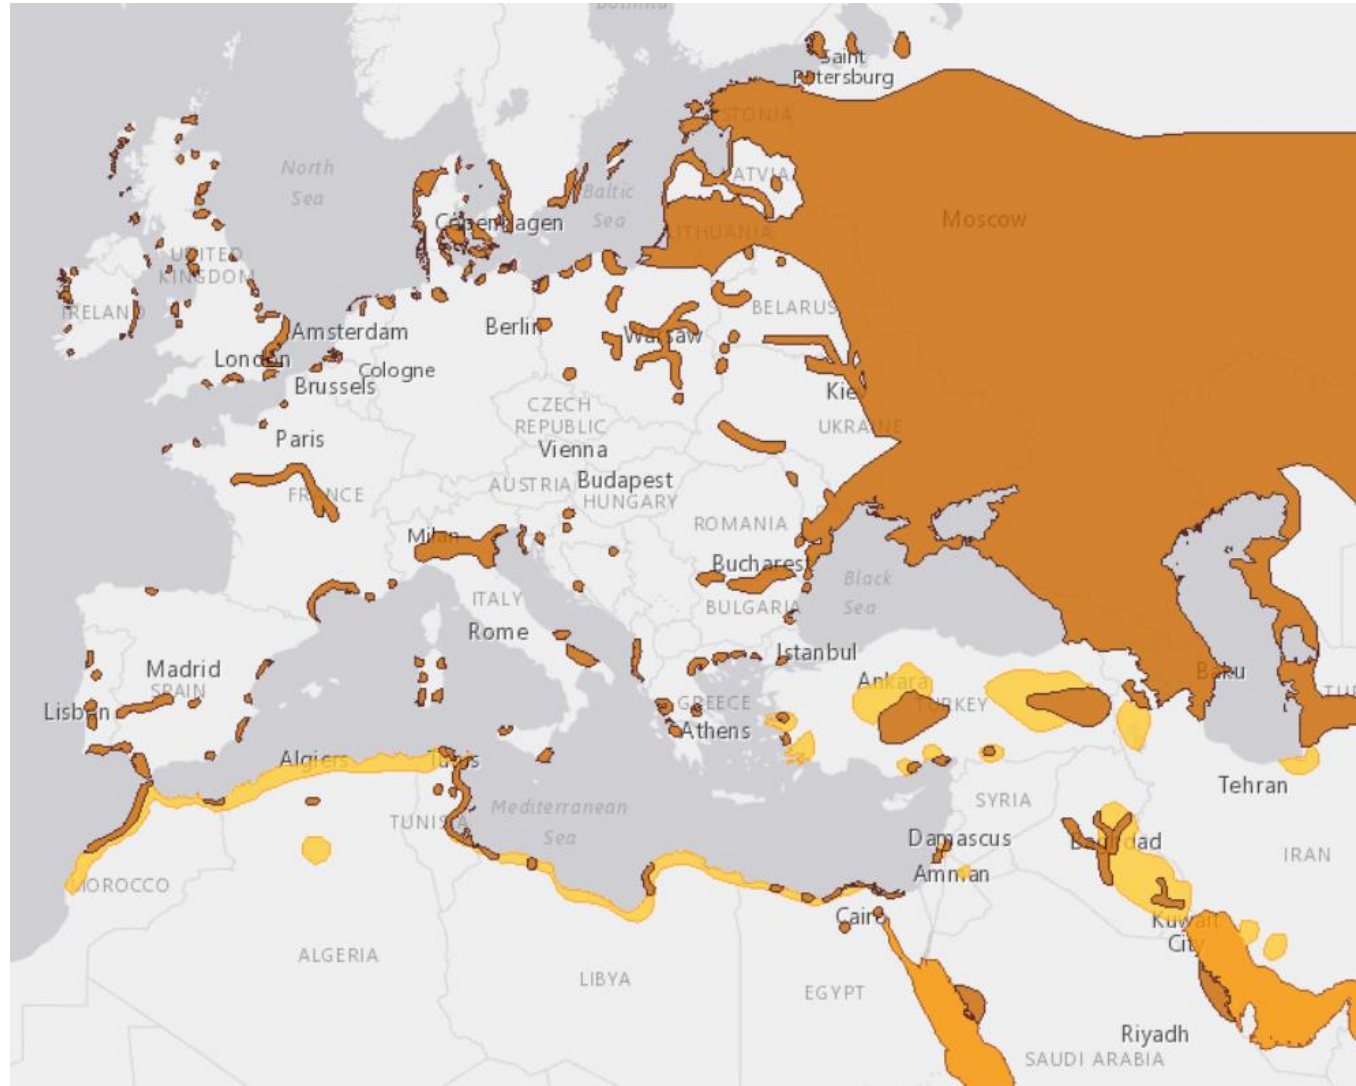 Bothnia
Saint
Petersburg
ESTONIA
North
Sea
LATVIA
Baltic
Sea
Moscow
Copenhagen
LITHUANIA
UNITED
KINGDOM
IRELAND
BELARUS
Amsterdam
Berlin
Warsaw
London
Cologne
Brussels
Kiev
CZECH
REPUBLIC
UKRAINE
Paris
Vienna
AUSTRIA
Budapest
HUNGARY
FRANCE
ROMANIA
Milan
Bucharest
Black
Sea
ITALY
BULGARIA
Rome
Istanbul
Madrid
SPAIN
Baku
Ankara
TURKEY
TU
GREECE
Lisbon
Athens
Algiers
Tunis
Tehran
SYRIA
Mediterranean
Sea
TUNISIA
Damascus
Baghdad
IRAN
Amman
MOROCCO
Cairo
Kuwait
City
ALGERIA
LIBYA
EGYPT
Riyadh
SAUDI ARABIA